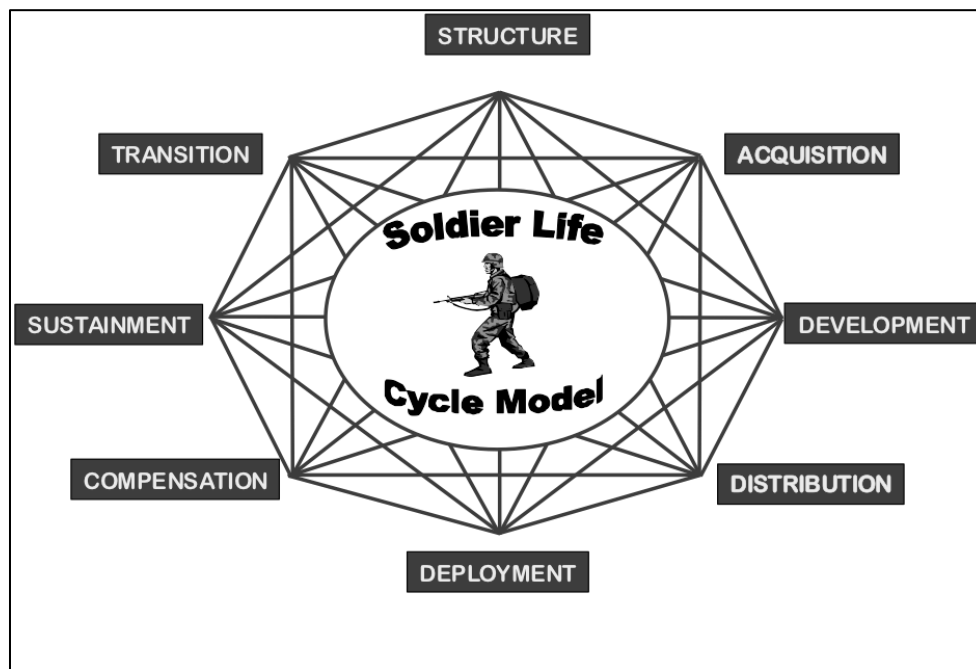 STRUCTURE
TRANSITION
ACQUISITION
Soldier Life
SUSTAINMENT
DEVELOPMENT
Cycle Model
COMPENSATION
DISTRIBUTION
DEPLOYMENT